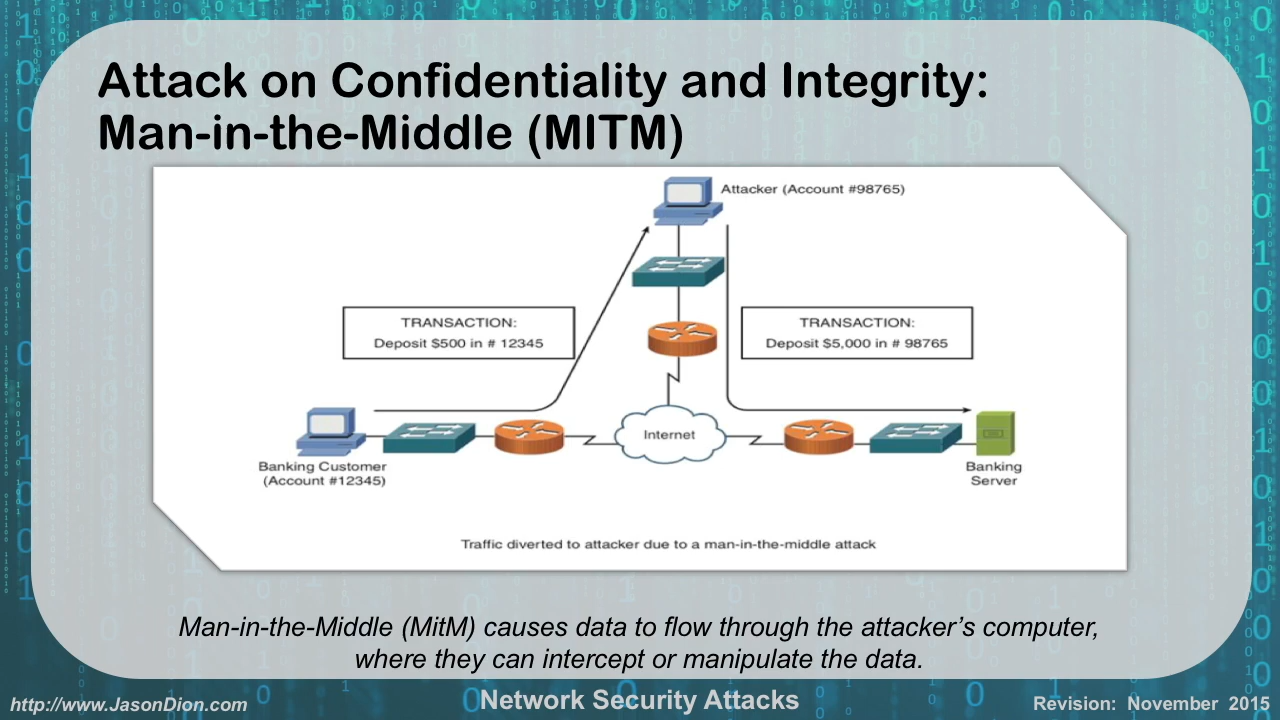 Attack on Confidentiality and Integrity:
Man-in-the-Middle (MITM)
Attacker (Account #98765)
TRANSACTION:
Deposit $500 in # 12345
TRANSACTION:
Deposit $5,000 in # 98765
Internet
Banking Customer
(Account #12345)
Banking
Server
Traffic diverted to attacker due to a man-in-the-middle attack
Man-in-the-Middle (MitM) causes data to flow through the attacker’s computer,
where they can intercept or manipulate the data.
http://www.JasonDion.com
Network Security Attacks
Revision: November 2015